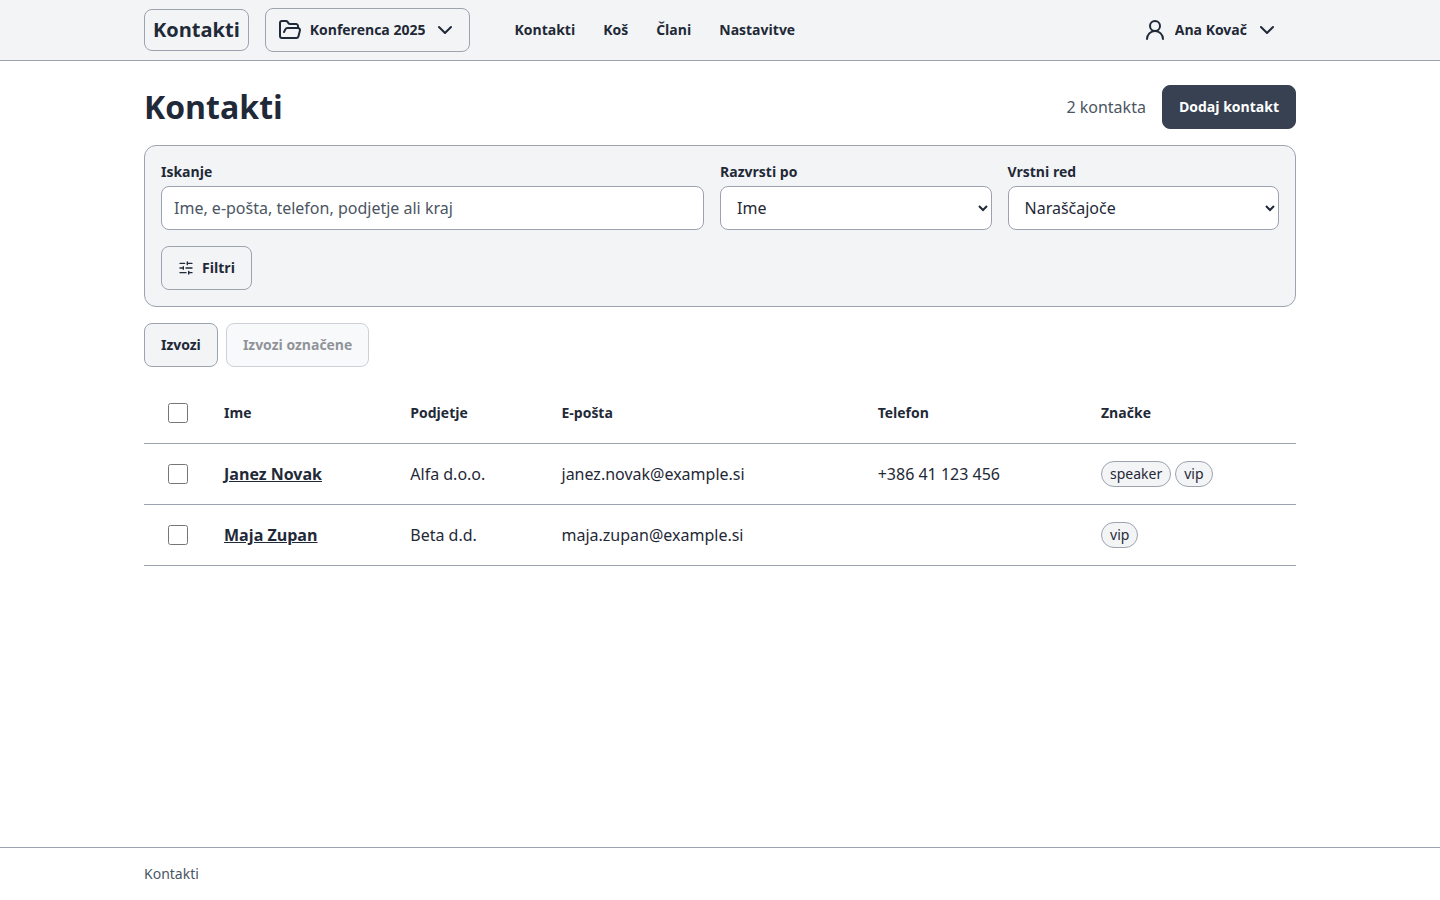 Kontakti Konferenca 2025 Kontakti Koš Člani Nastavitve Ana Kovač
Kontakti 2 kontakta Dodaj kontakt
Iskanje Razvrsti po Vrstni red
Ime, e-pošta, telefon, podjetje ali kraj Ime Naraščajoče
Filtri
Izvozi Izvozi označene
Ime Podjetje E-pošta Telefon Značke
Janez Novak Alfa d.o.o. janez.novak@example.si +386 41 123 456 speaker vip
Maja Zupan Beta d.d. maja.zupan@example.si vip
Kontakti